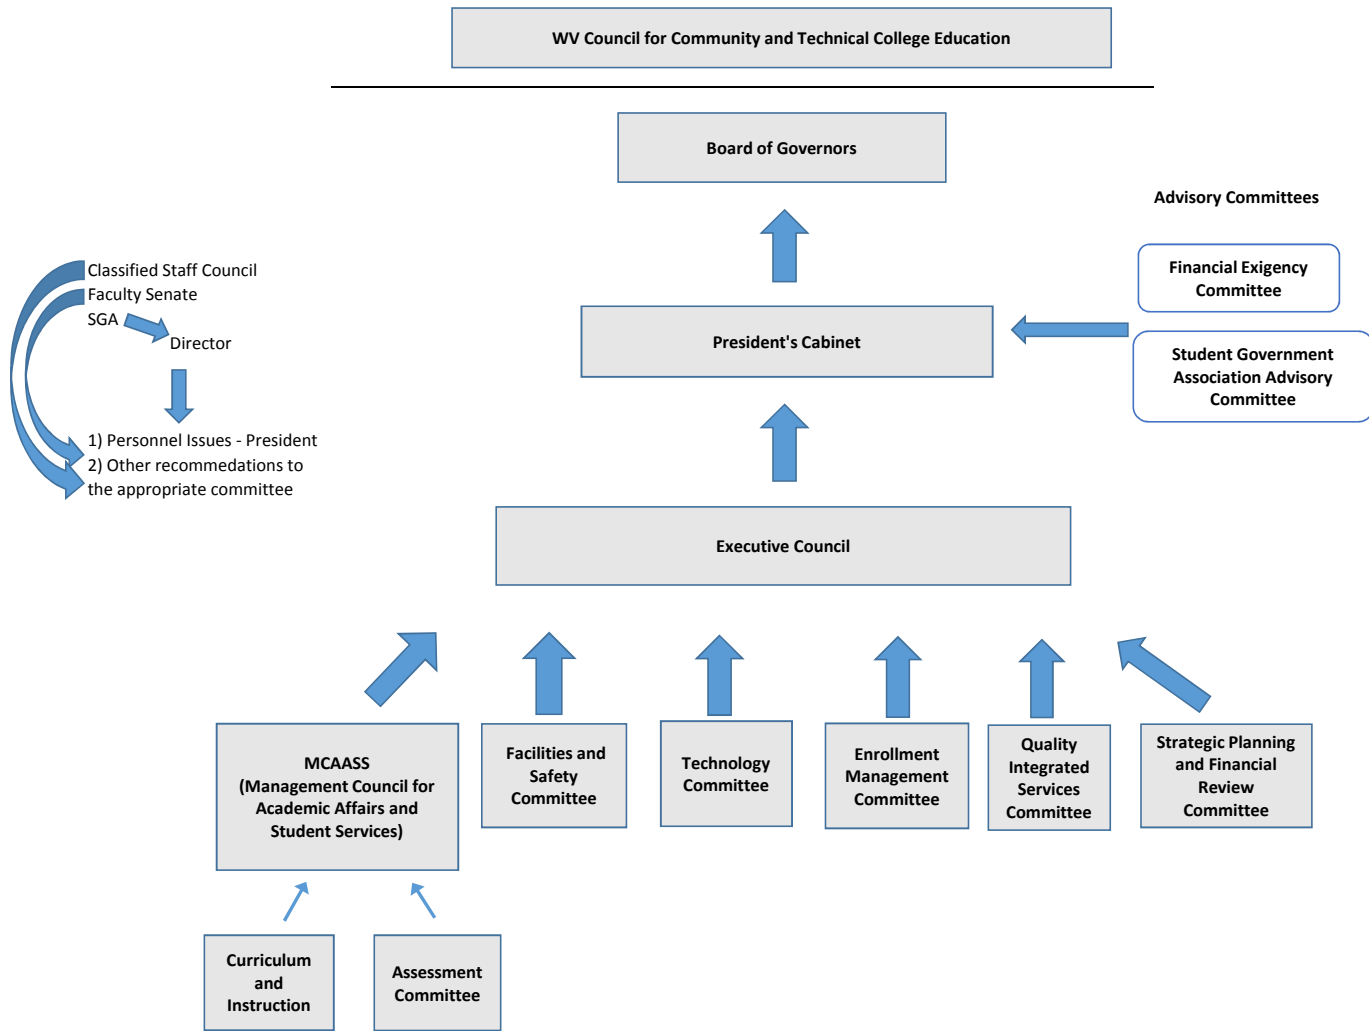 WV Council for Community and Technical College Education
Board of Governors
Advisory Committees
Classified Staff Council
Faculty Senate
SGA
Director
1) Personnel Issues - President
2) Other recommedations to
the appropriate committee
Financial Exigency
Committee
President's Cabinet
Student Government
Association Advisory
Committee
Executive Council
MCAASS
(Management Council for
Academic Affairs and
Student Services)
Facilities and
Safety
Committee
Technology
Committee
Enrollment
Management
Committee
Quality
Integrated
Services
Committee
Strategic Planning
and Financial
Review
Committee
Curriculum
and
Instruction
Assessment
Committee